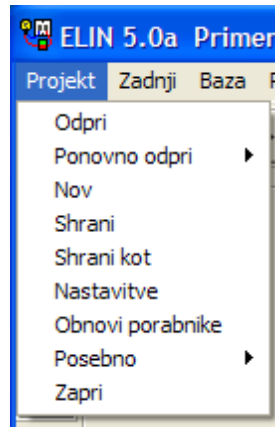 ELIN 5.0a Primer
Projekt Zadnji Baza
Odpri
Ponovno odpri
Nov
Shrani
Shrani kot
Nastavitve
Obnovi porabnike
Posebno
Zapri